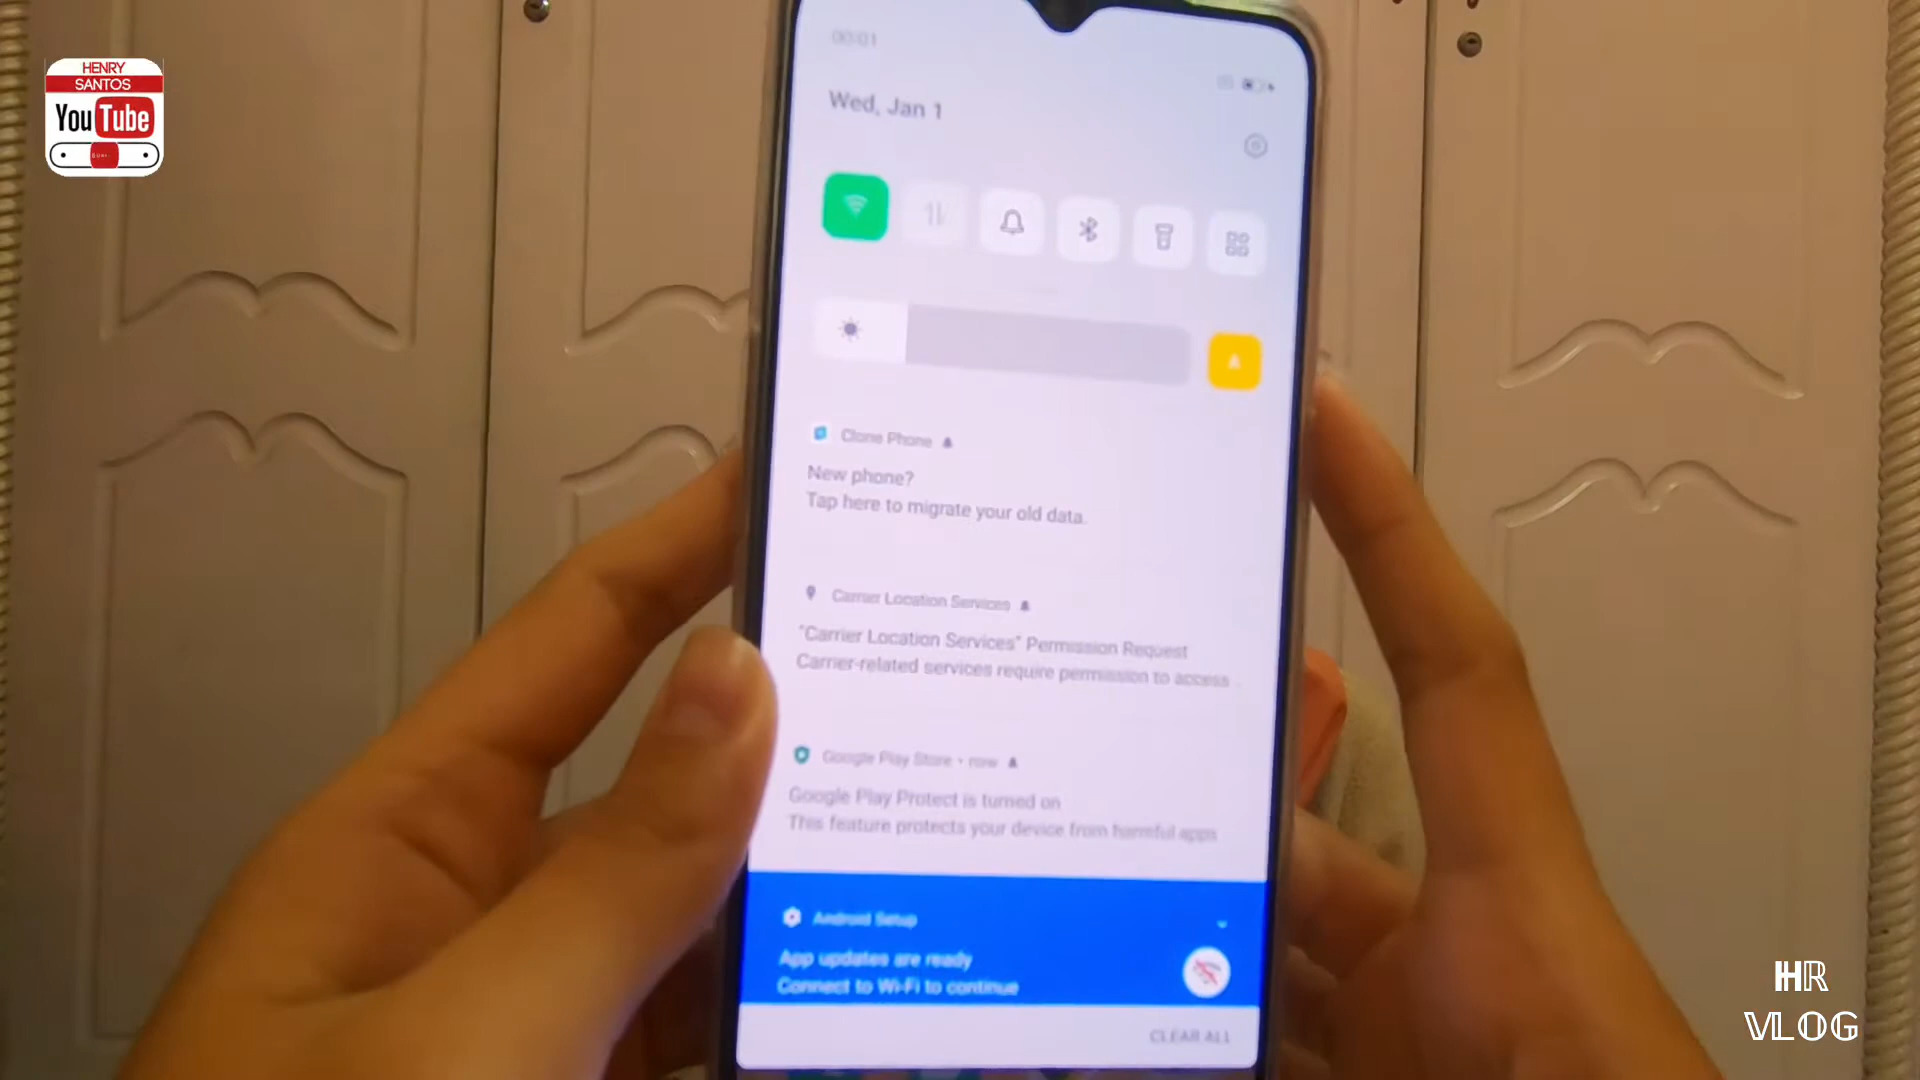 HENRY
SANTOS
YouTube
00:01
Wed, Jan 1
Clone Phone
New phone?
Tap here to migrate your old data.
Carrier Location Services
"Carrier Location Services" Permission Request
Carrier-related services require permission to access
Google Play Store • now
Google Play Protect is turned on
This feature protects your device from harmful apps
Android Setup
App updates are ready
Connect to Wi-Fi to continue
CLEAR ALL
HR
VLOG